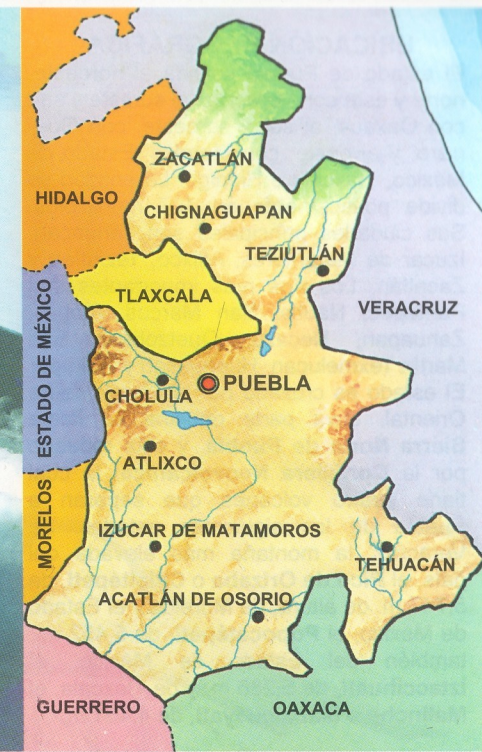 ZACATLÁN
HIDALGO
CHIGNAGUAPAN
TEZIUTLÁN
TLAXCALA
VERACRUZ
ESTADO DE MÉXICO
PUEBLA
CHOLULA
ATLIXCO
MORELOS
IZÚCAR DE MATAMOROS
TEHUACÁN
ACATLÁN DE OSORIO
GUERRERO
OAXACA